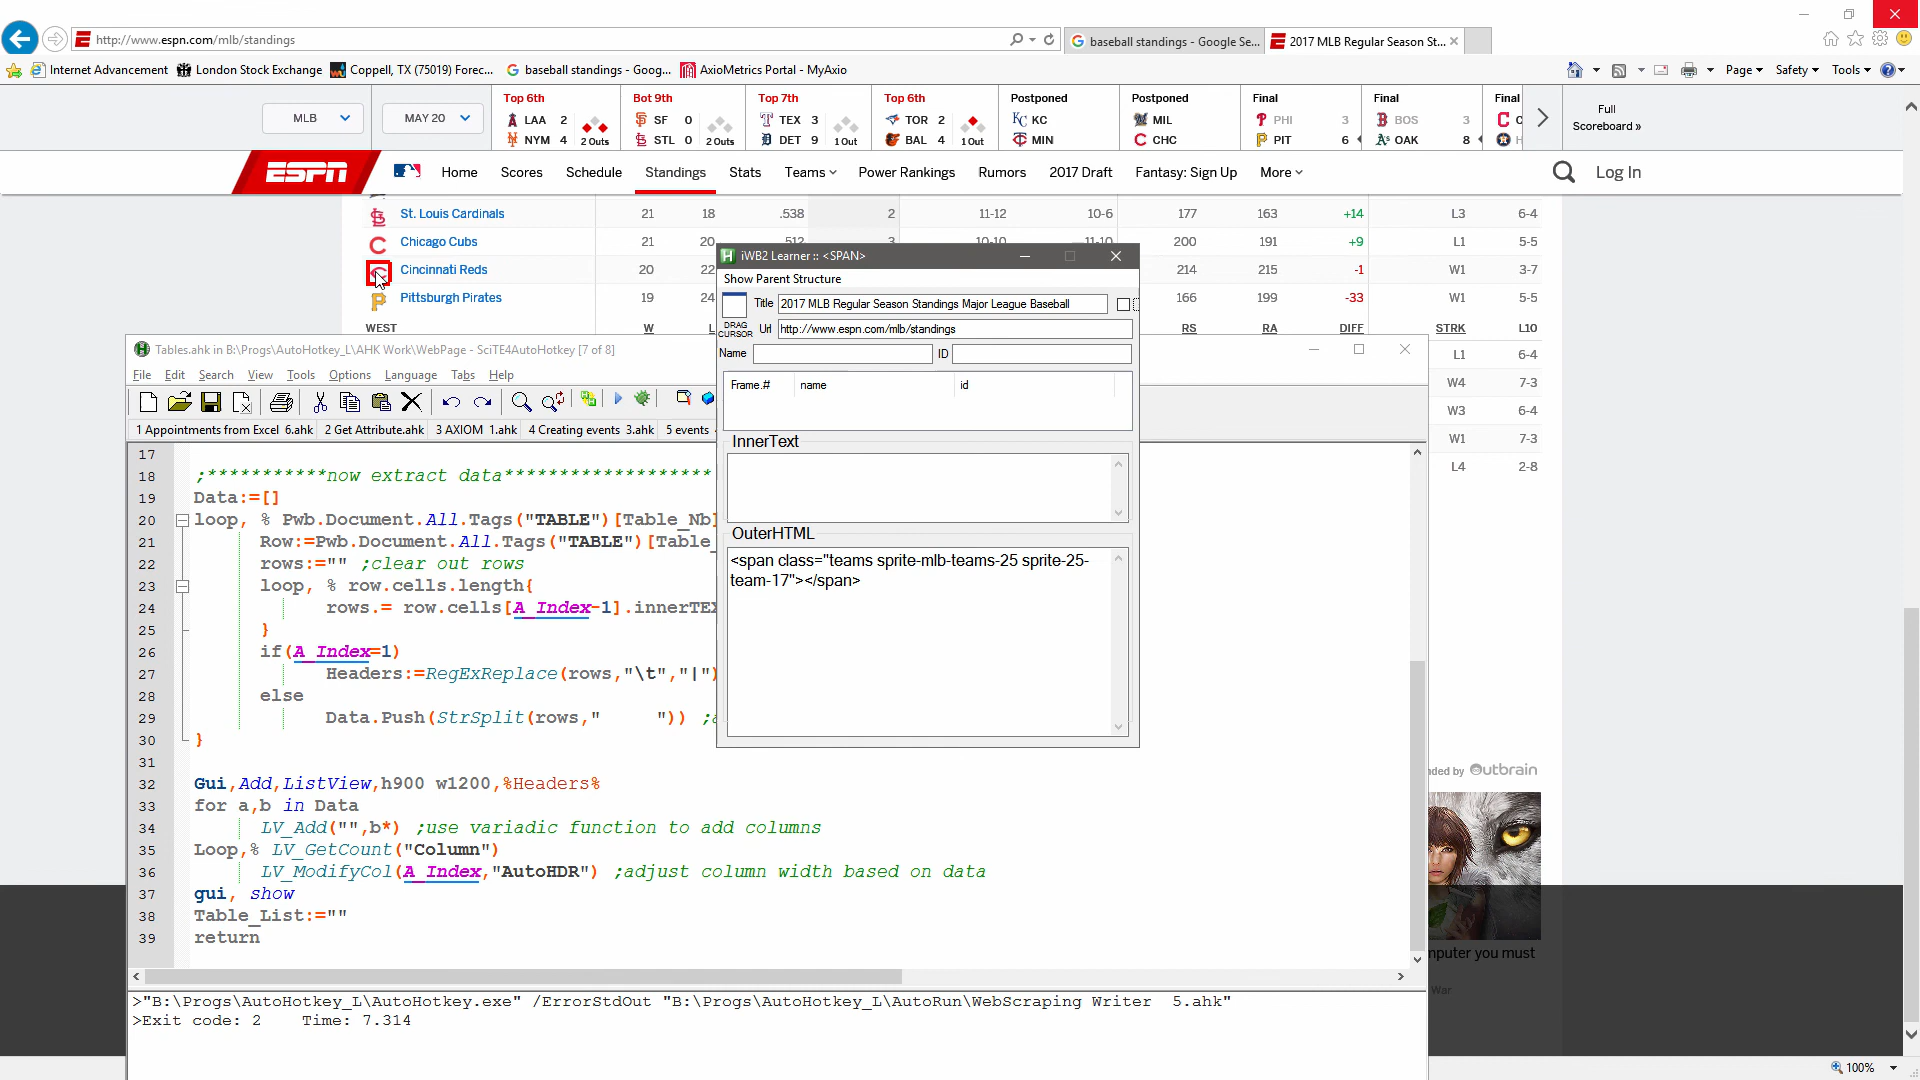 http://www.espn.com/mlb/standings
baseball standings - Google Se...
2017 MLB Regular Season St...
Internet Advancement
London Stock Exchange
Coppell, TX (75019) Forec...
baseball standings - Goog...
AxioMetrics Portal - MyAxio
Page
Safety
Tools
MLB
MAY 20
Top 6th
LAA 2
NYM 4
2 Outs
Bot 9th
SF 0
STL 0
2 Outs
Top 7th
TEX 3
DET 9
1 Out
Top 6th
TOR 2
BAL 4
1 Out
Postponed
KC
MIN
Postponed
MIL
CHC
Final
PHI 3
PIT 6
Final
BOS 3
OAK 8
Final
Full
Scoreboard »
ESPN
Home
Scores
Schedule
Standings
Stats
Teams
Power Rankings
Rumors
2017 Draft
Fantasy: Sign Up
More
Log In
St. Louis Cardinals 21 18 .538 2 11-12 10-6 177 163 +14 L3 6-4
Chicago Cubs 21 20 .512 3 10-10 11-10 200 191 +9 L1 5-5
Cincinnati Reds 20 22 214 215 -1 W1 3-7
Pittsburgh Pirates 19 24 166 199 -33 W1 5-5
WEST W L RS RA DIFF STRK L10
L1 6-4
W4 7-3
W3 6-4
W1 7-3
L4 2-8
iWB2 Learner :: <SPAN>
Show Parent Structure
DRAG
CURSOR
Title 2017 MLB Regular Season Standings Major League Baseball
Url http://www.espn.com/mlb/standings
Name
ID
Frame.# name id
InnerText
OuterHTML
<span class="teams sprite-mlb-teams-25 sprite-25-
team-17"></span>
Tables.ahk in B:\Progs\AutoHotkey_L\AHK Work\WebPage - SciTE4AutoHotkey [7 of 8]
File Edit Search View Tools Options Language Tabs Help
1 Appointments from Excel 6.ahk
2 Get Attribute.ahk
3 AXIOM 1.ahk
4 Creating events 3.ahk
5 events
17
18 ;***********now extract data*******************
19 Data:=[]
20 loop, % Pwb.Document.All.Tags("TABLE")[Table_Nb]
21 Row:=Pwb.Document.All.Tags("TABLE")[Table_
22 rows:="" ;clear out rows
23 loop, % row.cells.length{
24 rows.= row.cells[A_Index-1].innerTEX
25 }
26 if(A_Index=1)
27 Headers:=RegExReplace(rows,"\t","|")
28 else
29 Data.Push(StrSplit(rows,"    ")) ;
30 }
31
32 Gui,Add,ListView,h900 w1200,%Headers%
33 for a,b in Data
34 LV_Add("",b*) ;use variadic function to add columns
35 Loop,% LV_GetCount("Column")
36 LV_ModifyCol(A_Index,"AutoHDR") ;adjust column width based on data
37 gui, show
38 Table_List:=""
39 return
>"B:\Progs\AutoHotkey_L\AutoHotkey.exe" /ErrorStdOut "B:\Progs\AutoHotkey_L\AutoRun\WebScraping Writer  5.ahk"
>Exit code: 2    Time: 7.314
nded by Outbrain
mputer you must
War
100%